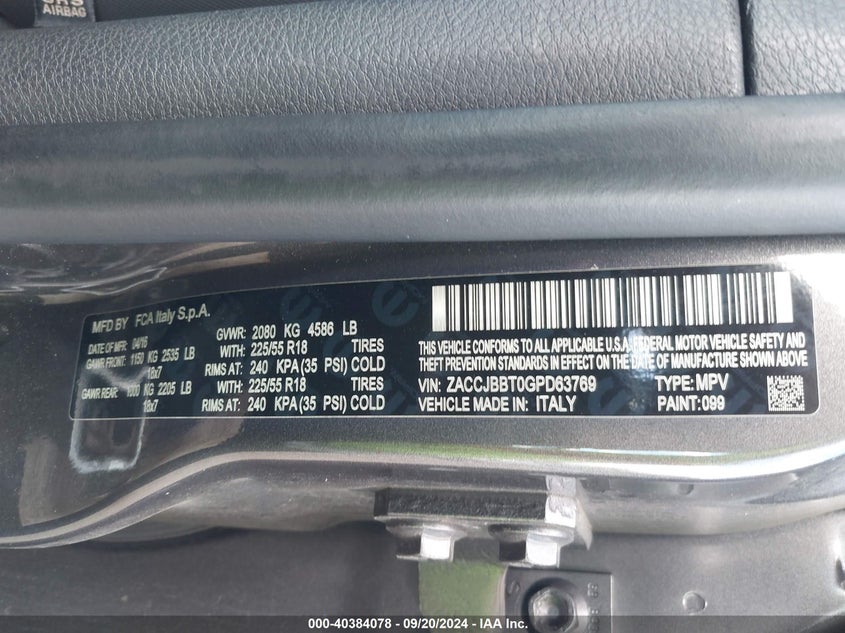 SRS
AIRBAG
MFD BY FCA Italy S.p.A.
DATE OF MFR: 04/16 GVWR: 2080 KG 4586 LB
GAWR FRONT: 1150 KG 2535 LB WITH: 225/55 R18 TIRES
18x7 RIMS AT: 240 KPA (35 PSI) COLD
GAWR REAR: 1000 KG 2205 LB WITH: 225/55 R18 TIRES
18x7 RIMS AT: 240 KPA (35 PSI) COLD
THIS VEHICLE CONFORMS TO ALL APPLICABLE U.S.A. FEDERAL MOTOR VEHICLE SAFETY AND
THEFT PREVENTION STANDARDS IN EFFECT ON THE DATE OF MANUFACTURE SHOWN ABOVE.
VIN: ZACCJBBT0GPD63769 TYPE: MPV
VEHICLE MADE IN: ITALY PAINT: 099
000-40384078 - 09/20/2024 - IAA Inc.